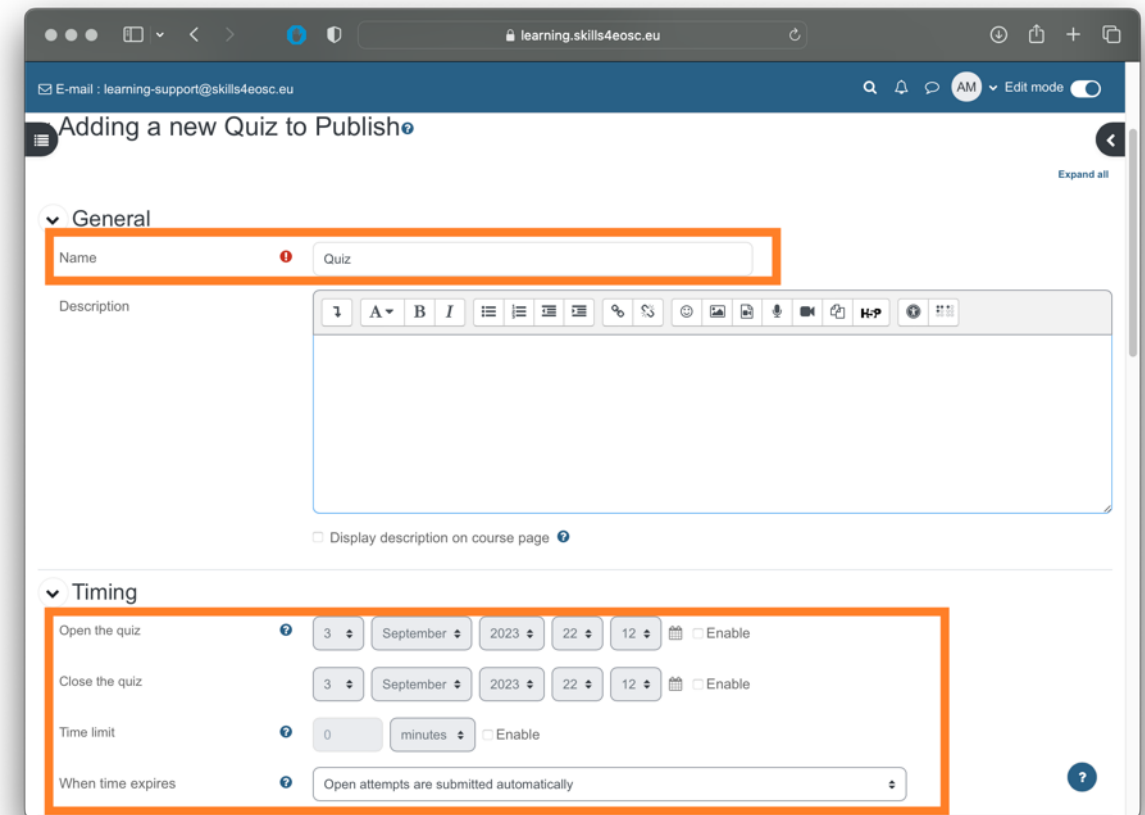 learning.skills4eosc.eu
E-mail : learning-support@skills4eosc.eu
AM Edit mode
Adding a new Quiz to Publish
Expand all
General
Name Quiz
Description
A B I H-P
Display description on course page
Timing
Open the quiz 3 September 2023 22 12 Enable
Close the quiz 3 September 2023 22 12 Enable
Time limit 0 minutes Enable
When time expires Open attempts are submitted automatically